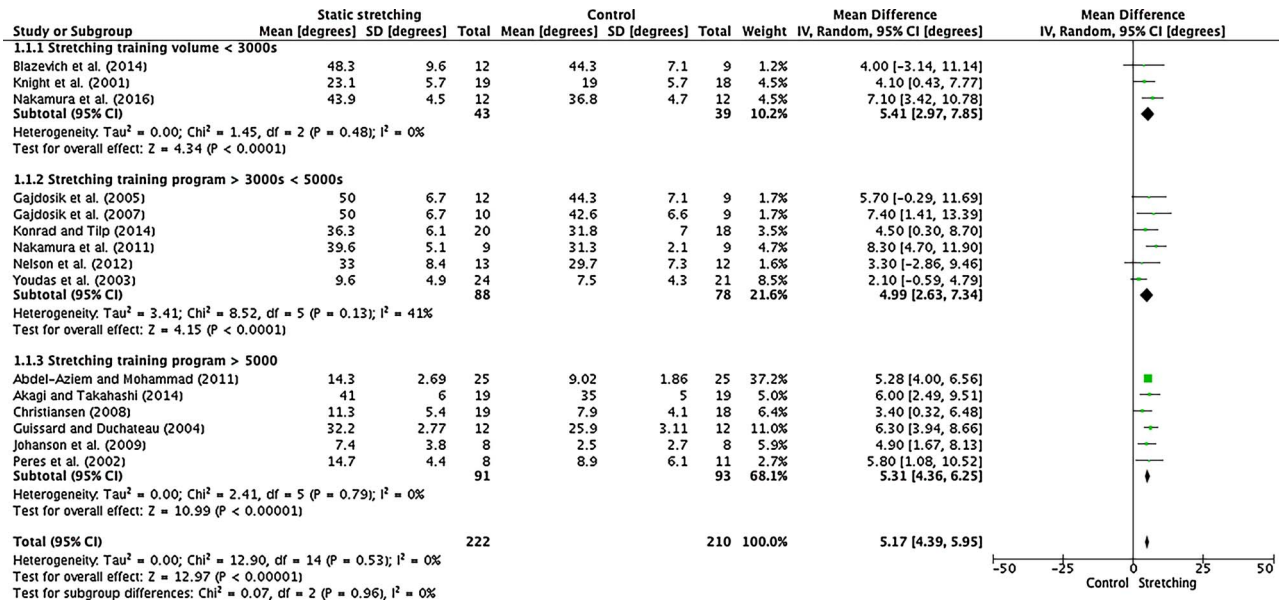 Static stretching Control Mean Difference Mean Difference
Study or Subgroup Mean [degrees] SD [degrees] Total Mean [degrees] SD [degrees] Total Weight IV, Random, 95% CI [degrees] IV, Random, 95% CI [degrees]
1.1.1 Stretching training volume < 3000s
Blazevich et al. (2014) 48.3 9.6 12 44.3 7.1 9 1.2% 4.00 [-3.14, 11.14]
Knight et al. (2001) 23.1 5.7 19 19 5.7 18 4.5% 4.10 [0.43, 7.77]
Nakamura et al. (2016) 43.9 4.5 12 36.8 4.7 12 4.5% 7.10 [3.42, 10.78]
Subtotal (95% CI) 43 39 10.2% 5.41 [2.97, 7.85]
Heterogeneity: Tau² = 0.00; Chi² = 1.45, df = 2 (P = 0.48); I² = 0%
Test for overall effect: Z = 4.34 (P < 0.0001)
1.1.2 Stretching training program > 3000s < 5000s
Gajdosik et al. (2005) 50 6.7 12 44.3 7.1 9 1.7% 5.70 [-0.29, 11.69]
Gajdosik et al. (2007) 50 6.7 10 42.6 6.6 9 1.7% 7.40 [1.41, 13.39]
Konrad and Tilp (2014) 36.3 6.1 20 31.8 7 18 3.5% 4.50 [0.30, 8.70]
Nakamura et al. (2011) 39.6 5.1 9 31.3 2.1 9 4.7% 8.30 [4.70, 11.90]
Nelson et al. (2012) 33 8.4 13 29.7 7.3 12 1.6% 3.30 [-2.86, 9.46]
Youdas et al. (2003) 9.6 4.9 24 7.5 4.3 21 8.5% 2.10 [-0.59, 4.79]
Subtotal (95% CI) 88 78 21.6% 4.99 [2.63, 7.34]
Heterogeneity: Tau² = 3.41; Chi² = 8.52, df = 5 (P = 0.13); I² = 41%
Test for overall effect: Z = 4.15 (P < 0.0001)
1.1.3 Stretching training program > 5000
Abdel-Aziem and Mohammad (2011) 14.3 2.69 25 9.02 1.86 25 37.2% 5.28 [4.00, 6.56]
Akagi and Takahashi (2014) 41 6 19 35 5 19 5.0% 6.00 [2.49, 9.51]
Christiansen (2008) 11.3 5.4 19 7.9 4.1 18 6.4% 3.40 [0.32, 6.48]
Guissard and Duchateau (2004) 32.2 2.77 12 25.9 3.11 12 11.0% 6.30 [3.94, 8.66]
Johanson et al. (2009) 7.4 3.8 8 2.5 2.7 8 5.9% 4.90 [1.67, 8.13]
Peres et al. (2002) 14.7 4.4 8 8.9 6.1 11 2.7% 5.80 [1.08, 10.52]
Subtotal (95% CI) 91 93 68.1% 5.31 [4.36, 6.25]
Heterogeneity: Tau² = 0.00; Chi² = 2.41, df = 5 (P = 0.79); I² = 0%
Test for overall effect: Z = 10.99 (P < 0.00001)
Total (95% CI) 222 210 100.0% 5.17 [4.39, 5.95]
Heterogeneity: Tau² = 0.00; Chi² = 12.90, df = 14 (P = 0.53); I² = 0%
Test for overall effect: Z = 12.97 (P < 0.00001)
Test for subgroup differences: Chi² = 0.07, df = 2 (P = 0.96), I² = 0%
-50 -25 0 25 50
Control Stretching